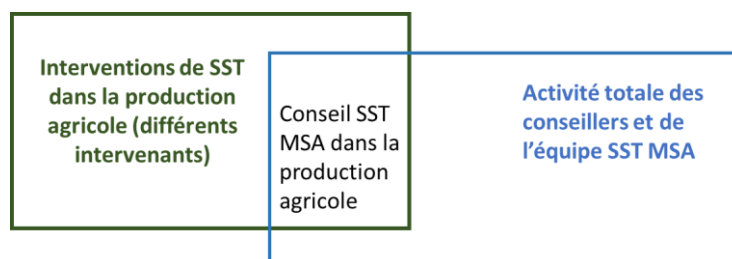 Interventions de SST
dans la production
agricole (différents
intervenants)
Conseil SST
MSA dans la
production
agricole
Activité totale des
conseillers et de
l’équipe SST MSA